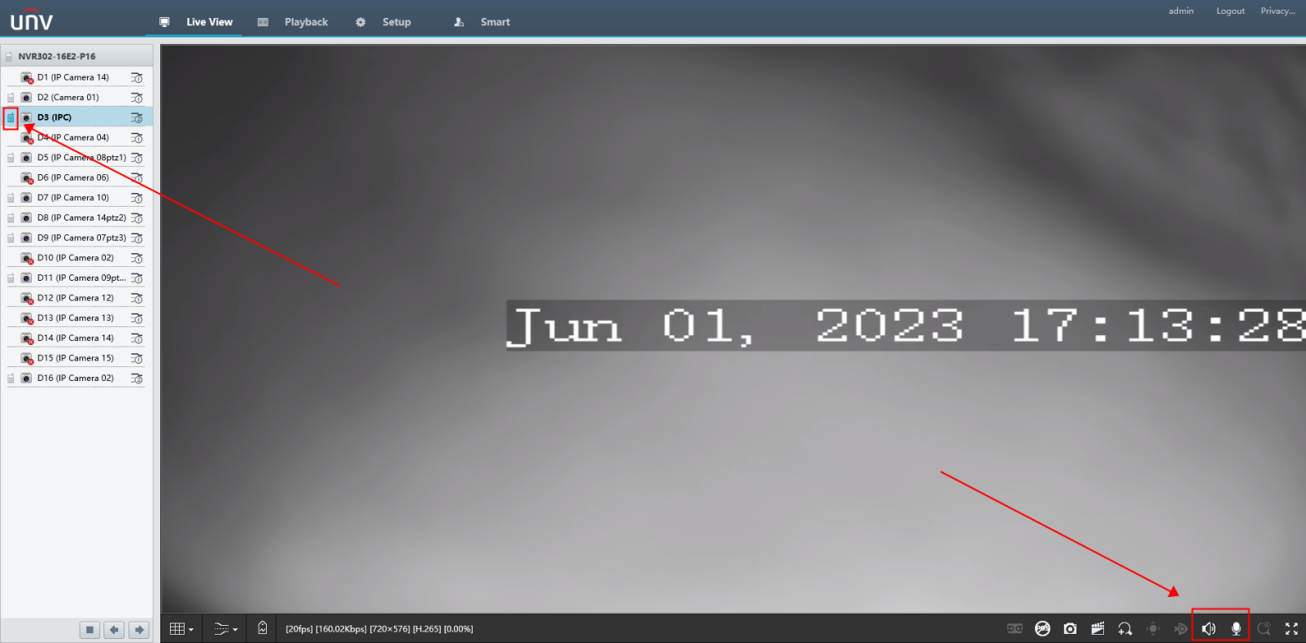 unv
Live View
Playback
Setup
Smart
admin
Logout
Privacy...
NVR302-16E2-P16
D1 (IP Camera 14)
D2 (Camera 01)
D3 (IPC)
D4 (IP Camera 04)
D5 (IP Camera 08ptz1)
D6 (IP Camera 06)
D7 (IP Camera 10)
D8 (IP Camera 14ptz2)
D9 (IP Camera 07ptz3)
D10 (IP Camera 02)
D11 (IP Camera 09pt...
D12 (IP Camera 12)
D13 (IP Camera 13)
D14 (IP Camera 14)
D15 (IP Camera 15)
D16 (IP Camera 02)
Jun 01, 2023 17:13:28
[20fps] [160.02Kbps] [720×576] [H.265] [0.00%]